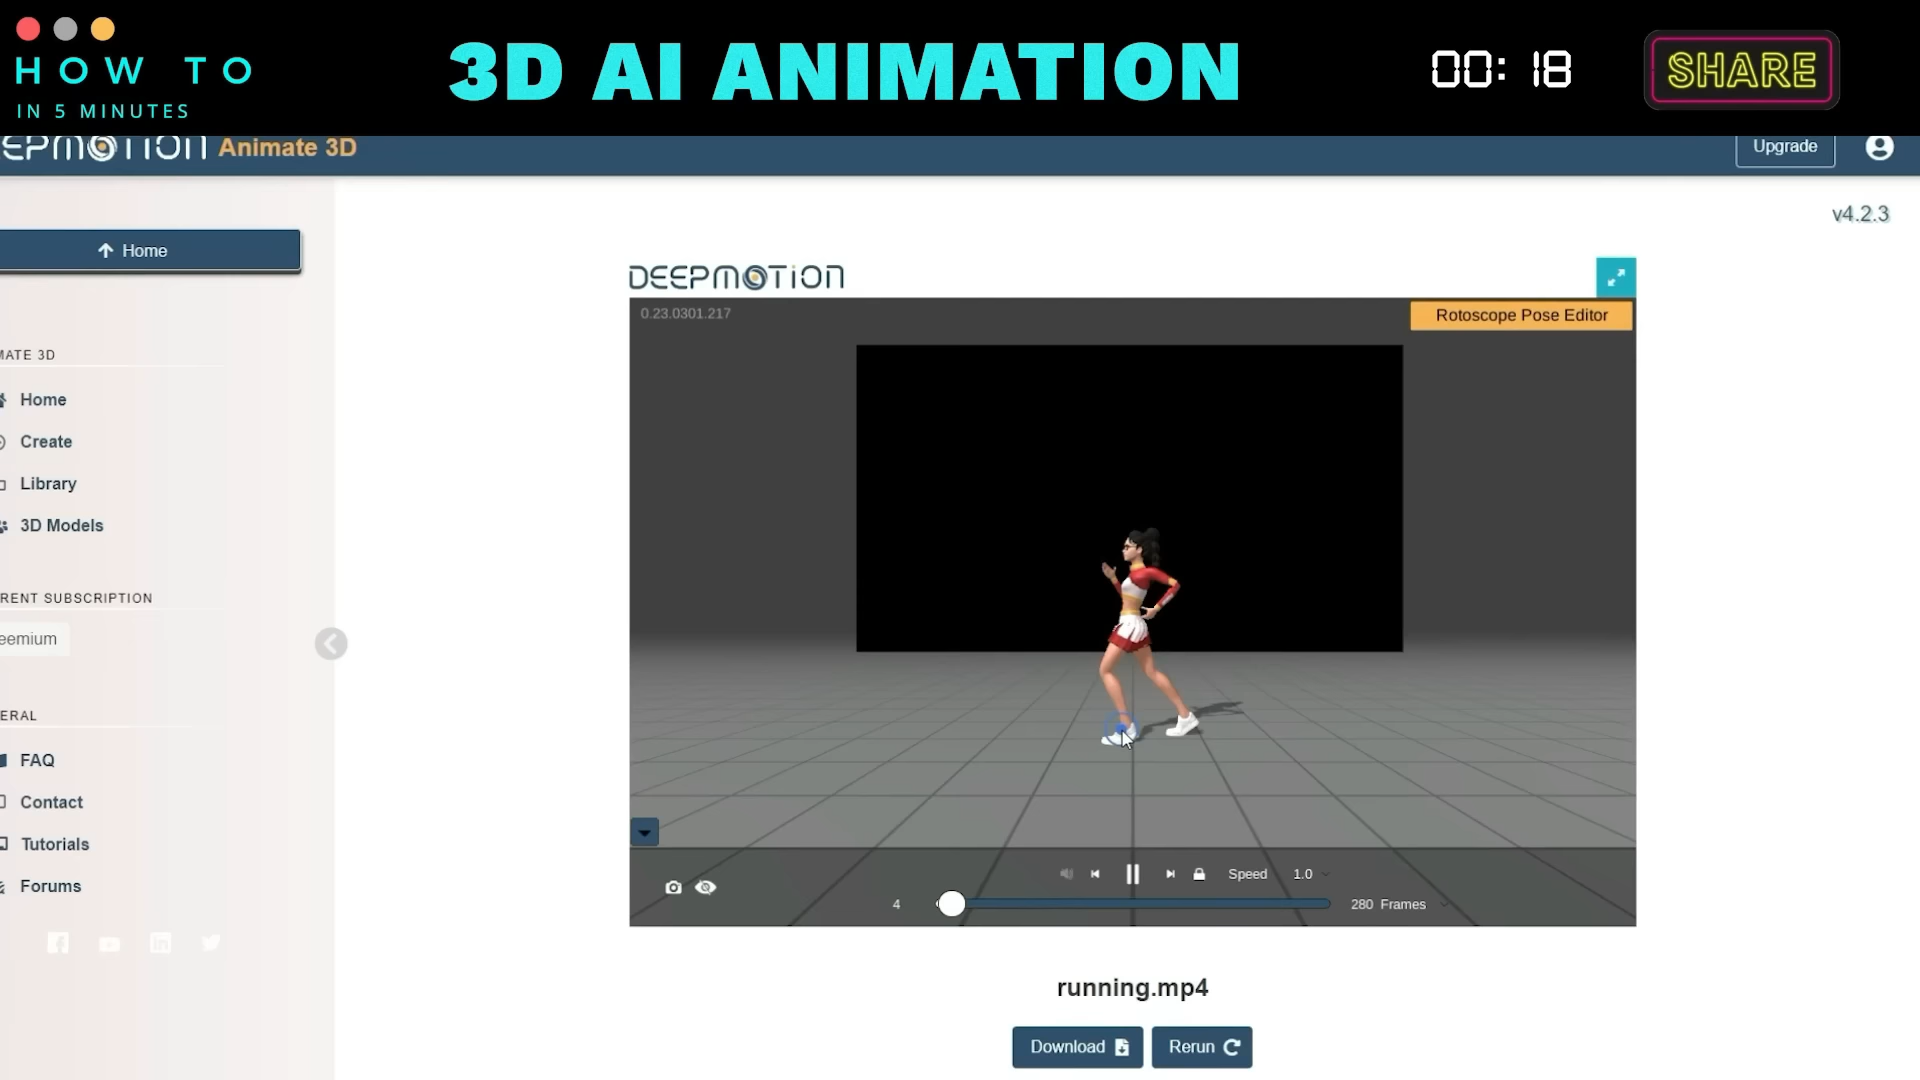 HOW TO
IN 5 MINUTES
3D AI ANIMATION
00:18
SHARE
EEPMOTION Animate 3D
Upgrade
v4.2.3
Home
MATE 3D
Home
Create
Library
3D Models
RENT SUBSCRIPTION
eemium
ERAL
FAQ
Contact
Tutorials
Forums
DEEPMOTION
0.23.0301.217
Rotoscope Pose Editor
Speed 1.0
4
280 Frames
running.mp4
Download
Rerun